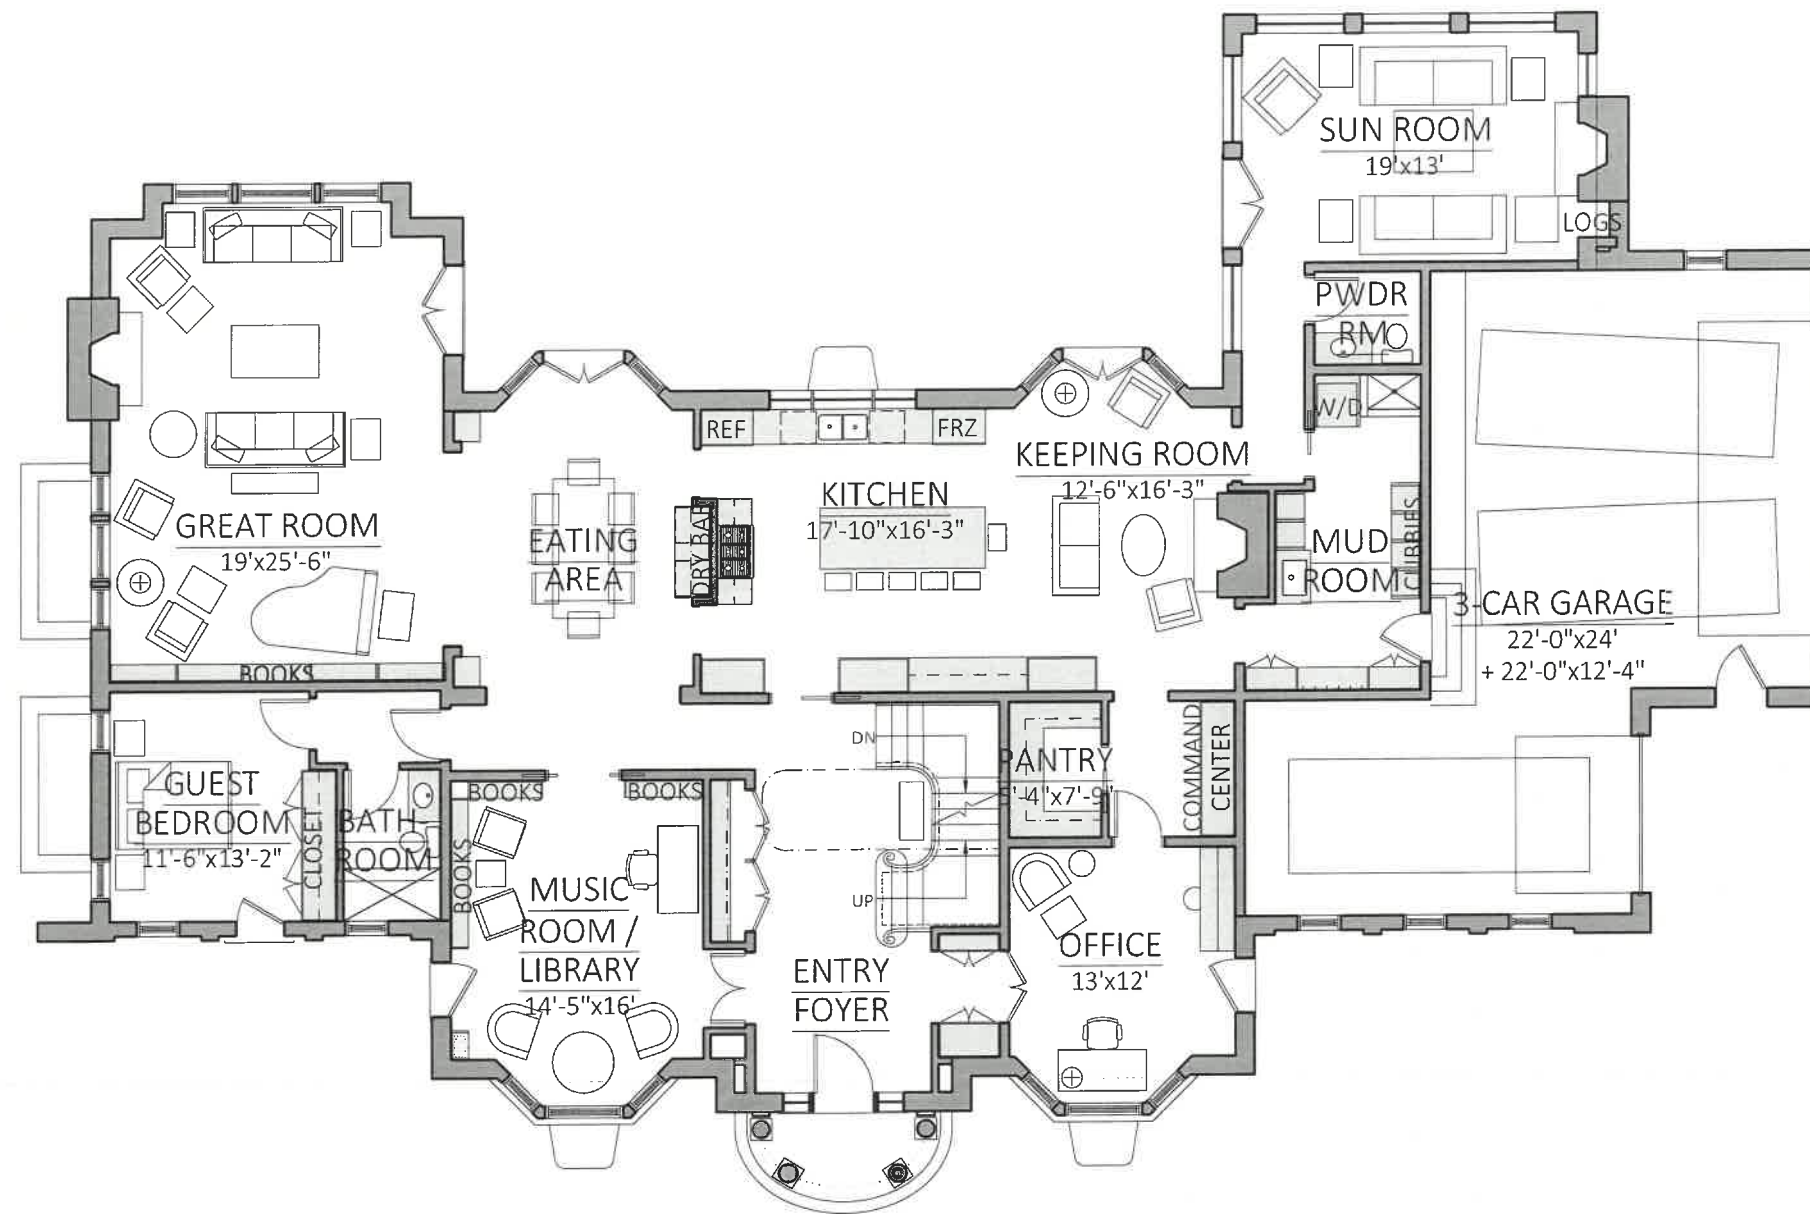 SUN ROOM
19'x13'
LOGS
PWDR
RM
W/D
REF
FRZ
KEEPING ROOM
12'-6"x16'-3"
KITCHEN
17'-10"x16'-3"
GREAT ROOM
19'x25'-6"
EATING
AREA
DRY BAR
MUD
ROOM
CUBBIES
3-CAR GARAGE
22'-0"x24'
+ 22'-0"x12'-4"
BOOKS
DN
PANTRY
COMMAND
CENTER
GUEST
BEDROOM
11'-6"x13'-2"
CLOSET
BATH
ROOM
BOOKS
BOOKS
BOOKS
MUSIC
ROOM /
LIBRARY
14'-5"x16'
UP
ENTRY
FOYER
OFFICE
13'x12'